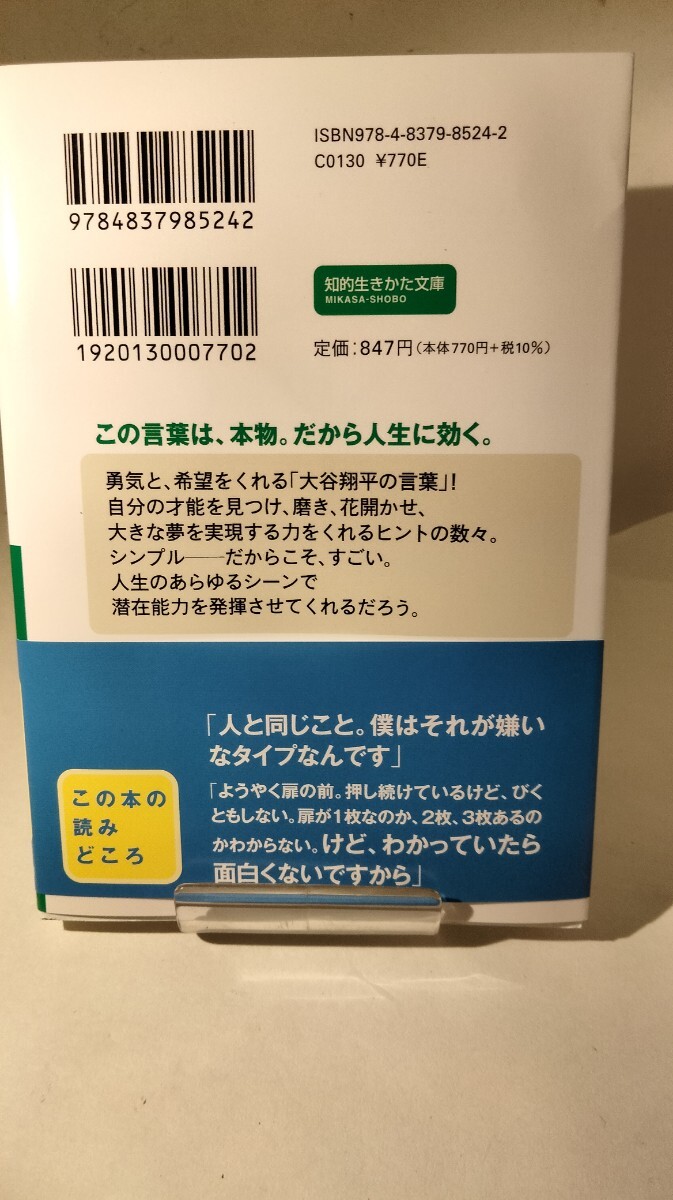 ISBN978-4-8379-8524-2
C0130 ¥770E
9784837985242
知的生きかた文庫
MIKASA-SHOBO
1920130007702
定価:847円(本体770円+税10%)
この言葉は、本物。だから人生に効く。
勇気と、希望をくれる「大谷翔平の言葉」!
自分の才能を見つけ、磨き、花開かせ、
大きな夢を実現する力をくれるヒントの数々。
シンプル――だからこそ、すごい。
人生のあらゆるシーンで
潜在能力を発揮させてくれるだろう。
「人と同じこと。僕はそれが嫌い
なタイプなんです」
この本の
読み
どころ
「ようやく扉の前。押し続けているけど、びく
ともしない。扉が1枚なのか、2枚、3枚あるの
かわからない。けど、わかっていたら
面白くないですから」